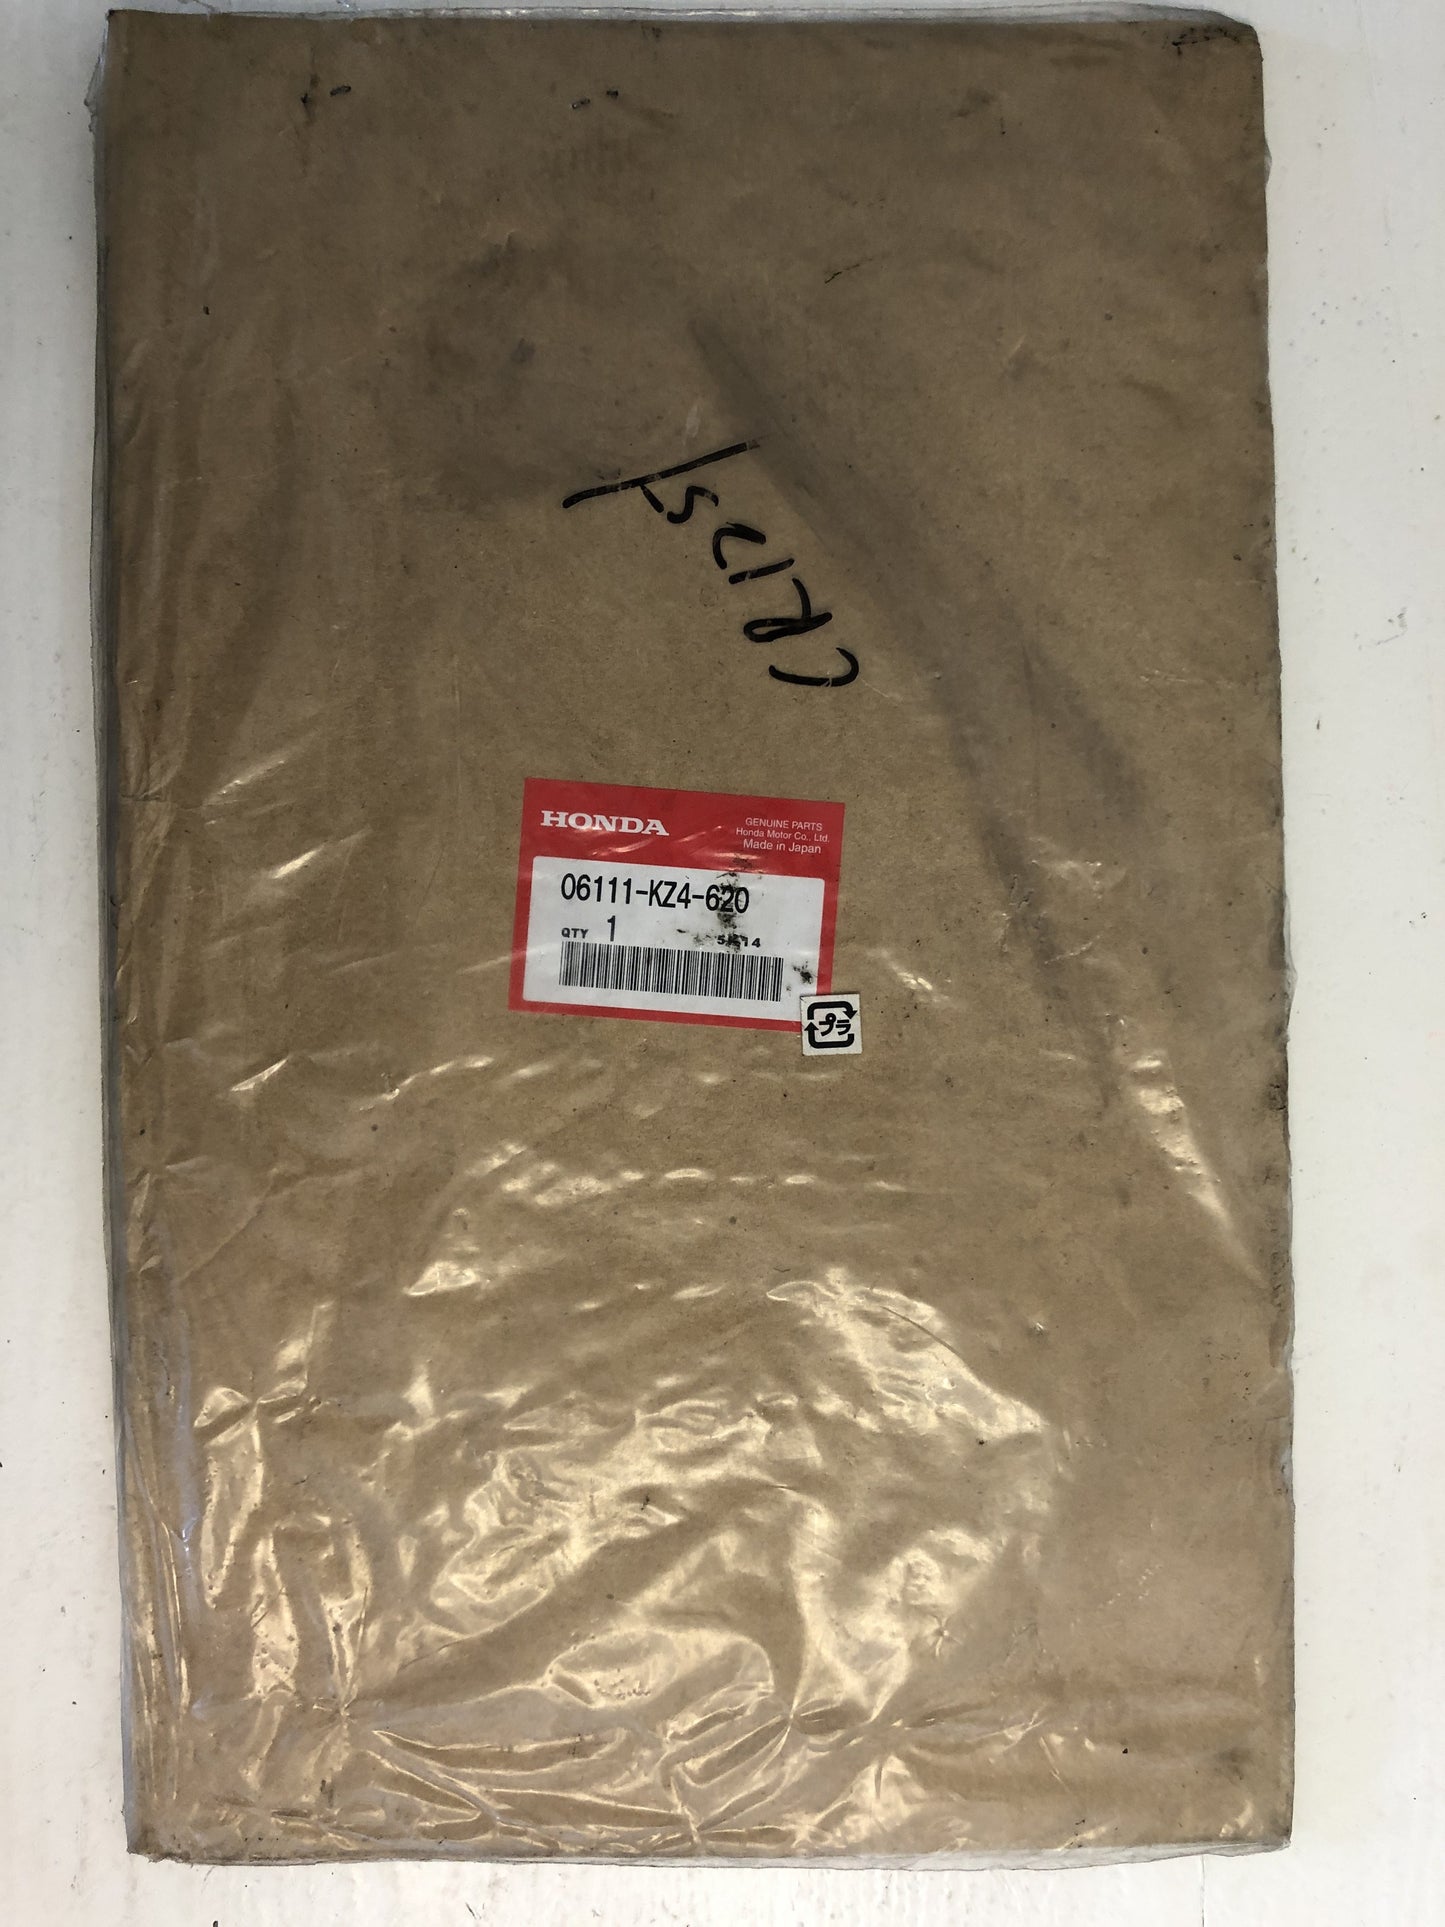 CR125
HONDA
GENUINE PARTS
Honda Motor Co., Ltd.
Made in Japan
06111-KZ4-620
QTY 1
プラ